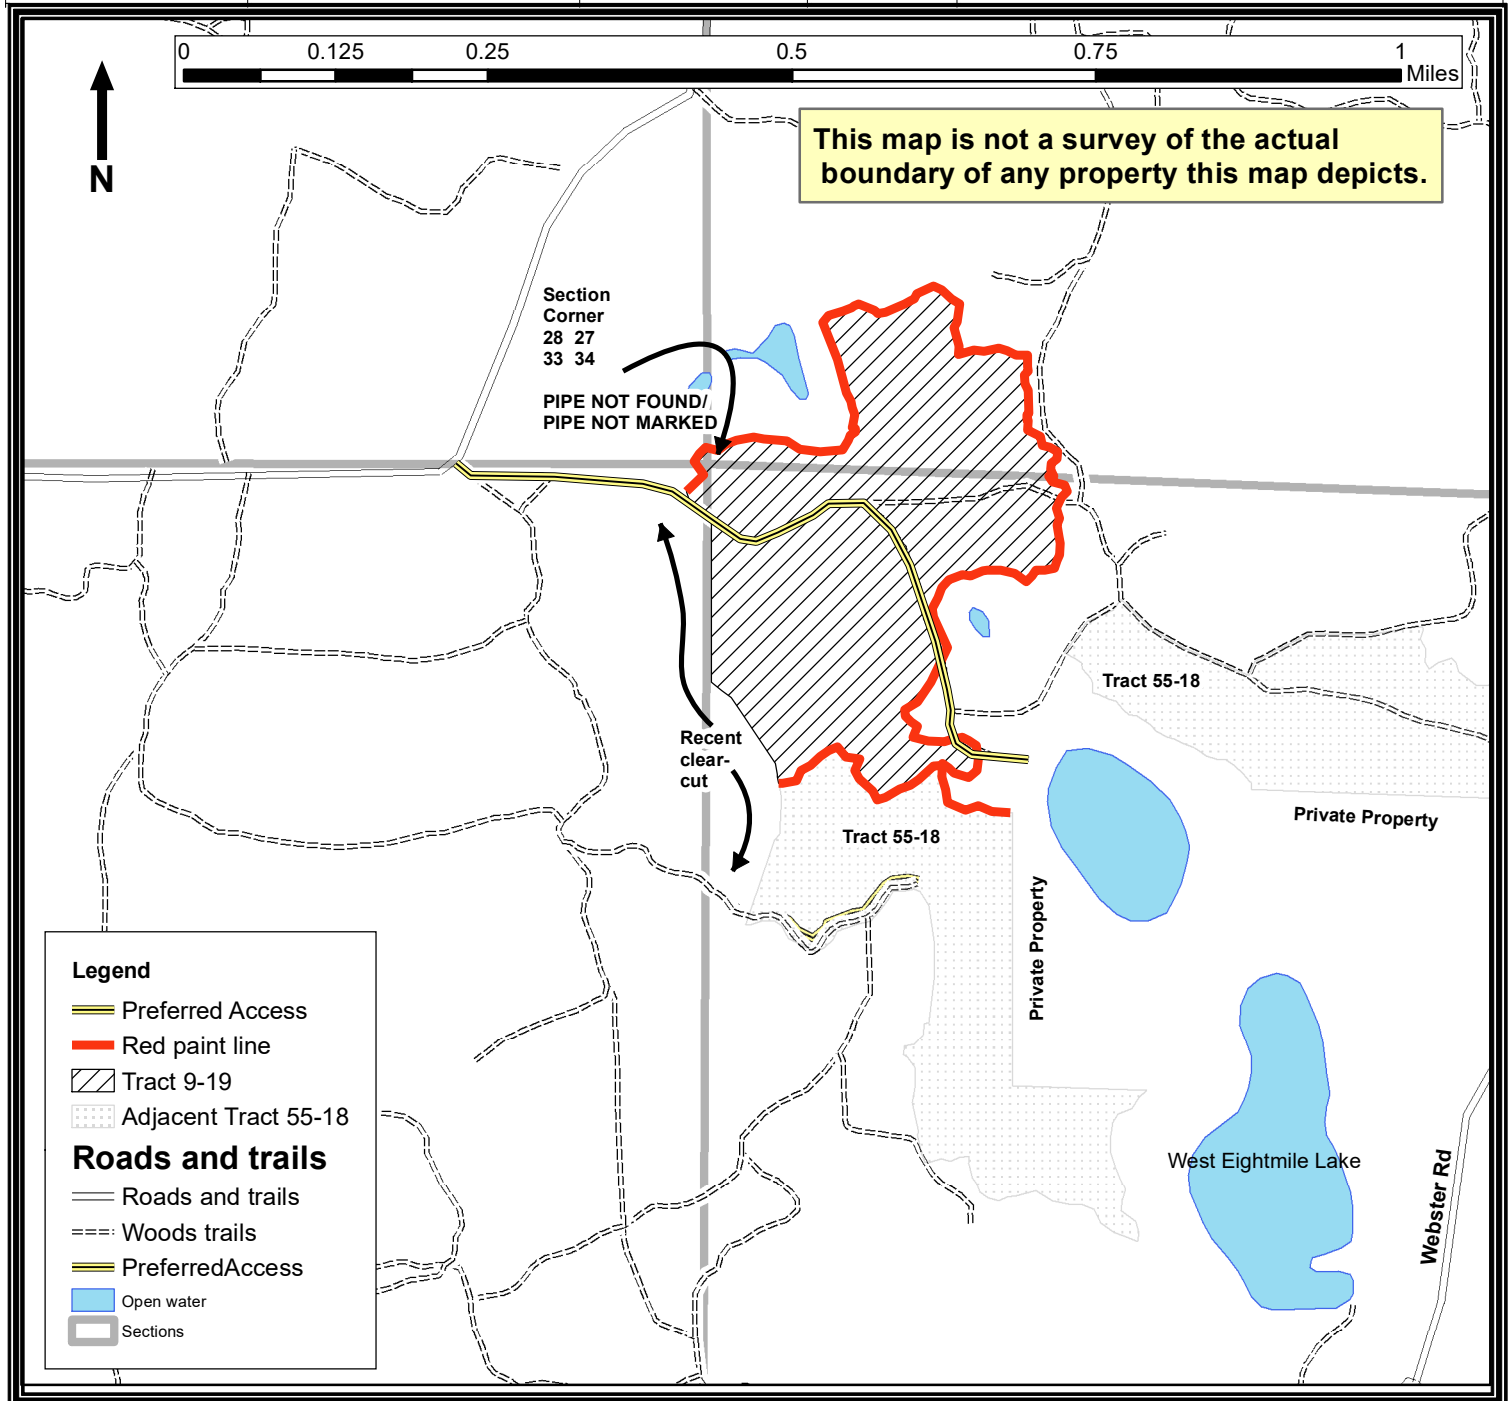 0 0.125 0.25 0.5 0.75 1
Miles
N
This map is not a survey of the actual
boundary of any property this map depicts.
Section
Corner
28 27
33 34
PIPE NOT FOUND/
PIPE NOT MARKED
Tract 55-18
Recent
clear-
cut
Private Property
Tract 55-18
Private Property
West Eightmile Lake
Webster Rd
Legend
Preferred Access
Red paint line
Tract 9-19
Adjacent Tract 55-18
Roads and trails
Roads and trails
Woods trails
PreferredAccess
Open water
Sections